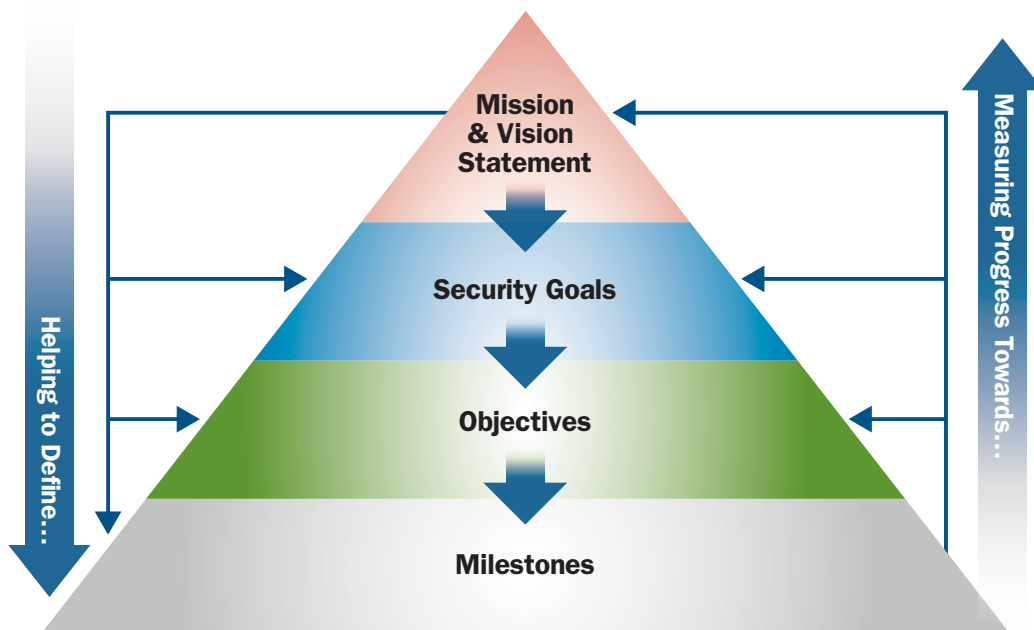 Mission
& Vision
Statement
Security Goals
Objectives
Milestones
Helping to Define...
Measuring Progress Towards...